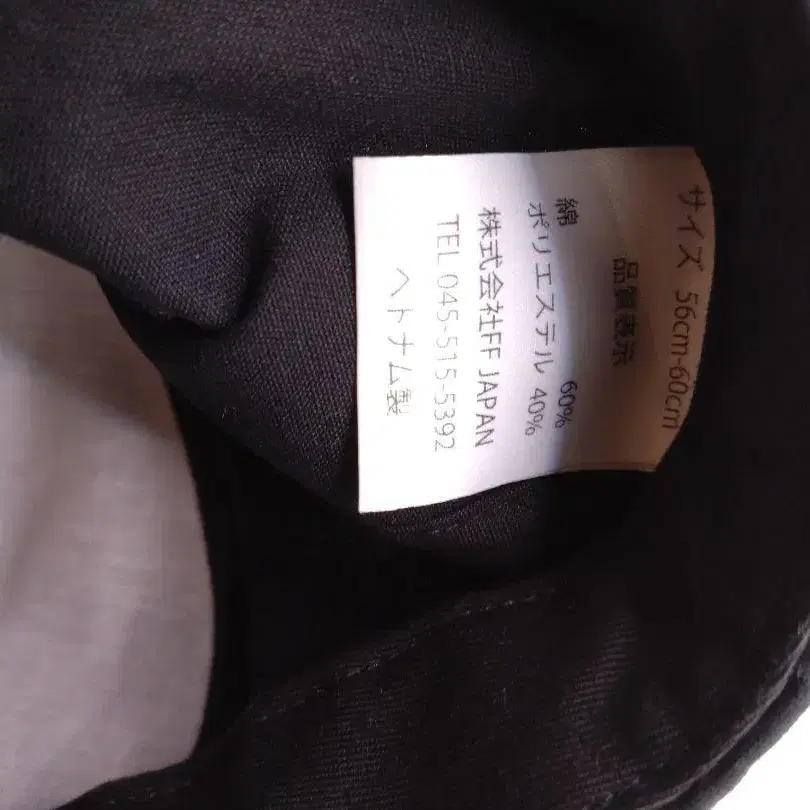 サイズ 56cm-60cm
品質表示
綿 60%
ポリエステル 40%
株式会社FF JAPAN
TEL 045-515-5392
ヘトナム製